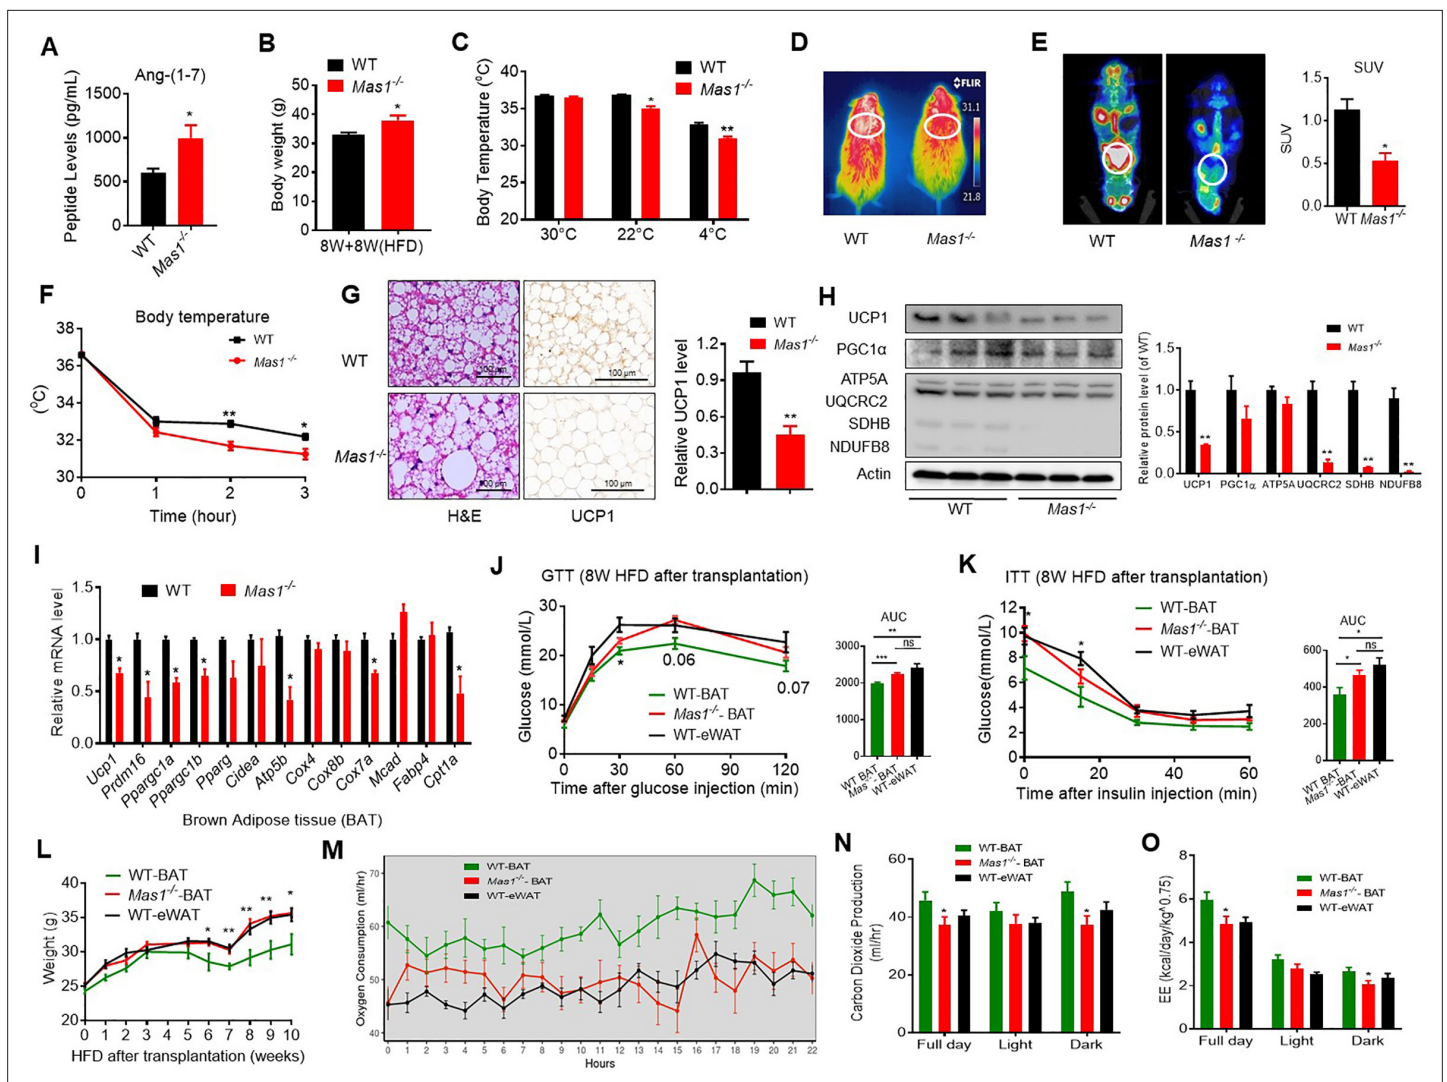 A
Ang-(1-7)
Peptide Levels (pg/mL)
1500
1000
500
0
*
WT
Mas1-/-
B
WT
Mas1-/-
Body weight (g)
50
40
30
20
10
0
*
8W+8W(HFD)
C
WT
Mas1-/-
Body Temperature (⁰C)
40
35
30
25
20
*
**
30°C 22°C 4°C
D
FLIR
31.1
21.8
WT Mas1-/-
E
WT Mas1 -/-
SUV
SUV
1.5
1.0
0.5
0.0
*
WT Mas1-/-
F
Body temperature
WT
Mas1-/-
(⁰C)
38
36
34
32
30
** *
0 1 2 3
Time (hour)
G
WT
Mas1-/-
100 µm 100 µm
100 µm 100 µm
H&E UCP1
WT
Mas1-/-
Relative UCP1 level
1.2
0.9
0.6
0.3
0.0
**
H
UCP1
PGC1α
ATP5A
UQCRC2
SDHB
NDUFB8
Actin
WT Mas1-/-
WT
Mas1-/-
Relative protein level (of WT)
1.5
1.0
0.5
0.0
** ** ** **
UCP1 PGC1α ATP5A UQCRC2 SDHB NDUFB8
I
WT Mas1-/-
Relative mRNA level
1.5
1.0
0.5
0.0
* * * * * * *
Ucp1 Prdm16 Ppargc1a Ppargc1b Pparg Cidea Atp5b Cox4 Cox8b Cox7a Mcad Fabp4 Cpt1a
Brown Adipose tissue (BAT)
J
GTT (8W HFD after transplantation)
Glucose (mmol/L)
30
20
10
0
*
0.06
0.07
WT-BAT
Mas1-/-- BAT
WT-eWAT
0 30 60 90 120
Time after glucose injection (min)
AUC
3000
2000
1000
0
**
*** ns
WT BAT
Mas-/- BAT
WT-eWAT
K
ITT (8W HFD after transplantation)
Glucose(mmol/L)
12
10
8
6
4
2
0
* *
WT-BAT
Mas1-/--BAT
WT-eWAT
0 15 30 45 60
Time after insulin injection (min)
AUC
600
400
200
0
*
* ns
WT BAT
Mas1-/--BAT
WT-eWAT
L
WT-BAT
Mas1-/--BAT
WT-eWAT
Weight (g)
40
35
30
25
20
* ** ** ** *
0 1 2 3 5 6 7 8 9 10
HFD after transplantation (weeks)
M
WT-BAT
Mas1-/-- BAT
WT-eWAT
Oxygen Consumption (ml/hr)
70
60
50
40
0 1 2 3 4 5 6 7 8 9 10 11 12 13 14 15 16 17 18 19 20 21 22
Hours
N
WT-BAT
Mas1-/-- BAT
WT-eWAT
Carbon Dioxide Production
(ml/hr)
60
40
20
0
* *
Full day Light Dark
O
WT-BAT
Mas1-/-- BAT
WT-eWAT
EE (kcal/day/kg^0.75)
8
6
4
2
0
* *
Full day Light Dark